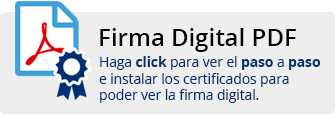 Firma Digital PDF
Haga click para ver el paso a paso
e instalar los certificados para
poder ver la firma digital.